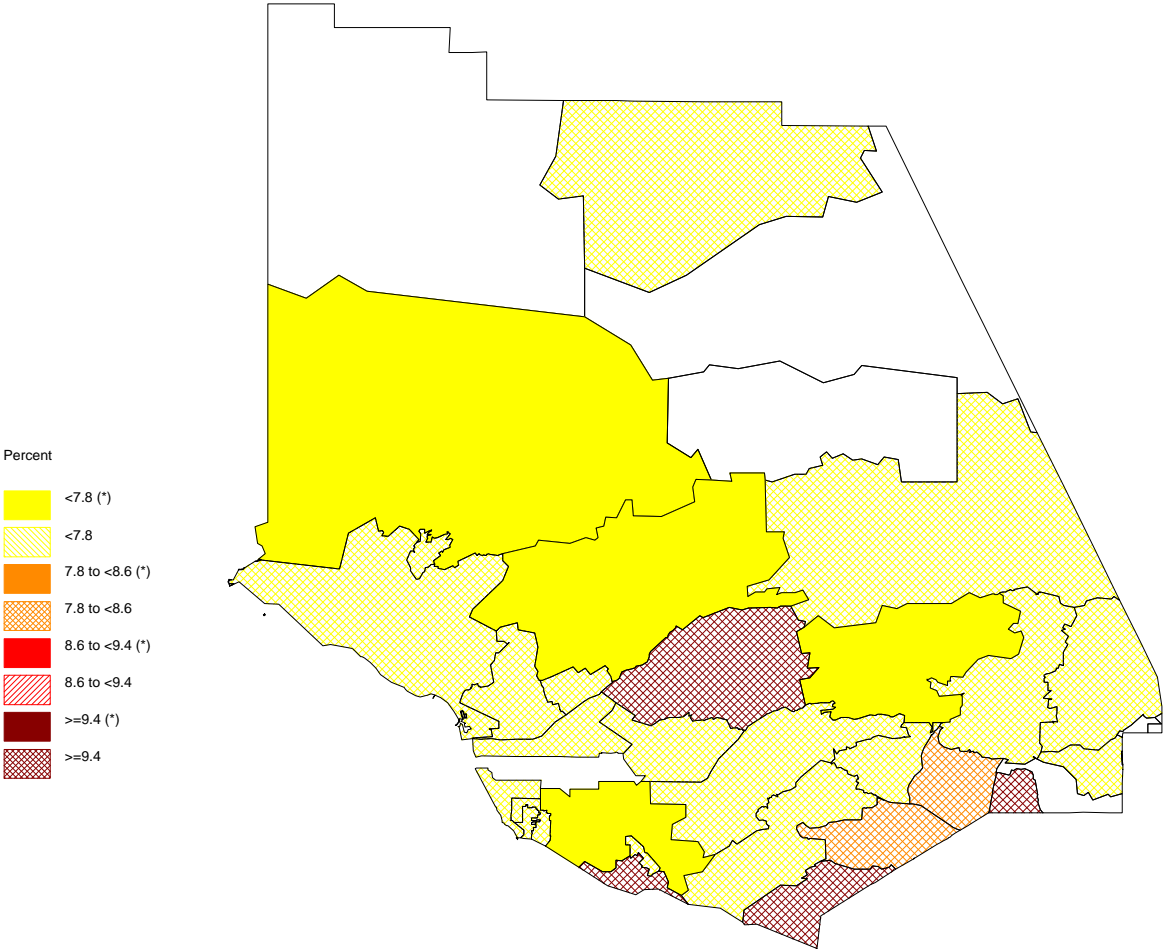 Percent
<7.8 (*)
<7.8
7.8 to <8.6 (*)
7.8 to <8.6
8.6 to <9.4 (*)
8.6 to <9.4
>=9.4 (*)
>=9.4